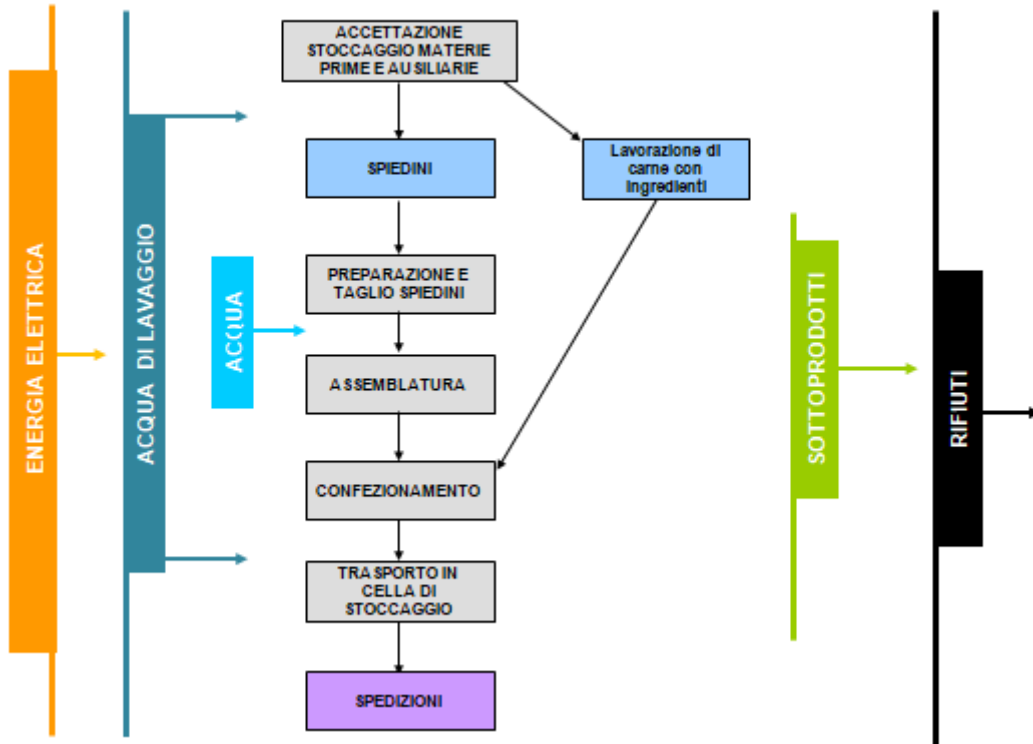 ACCETTAZIONE
STOCCAGGIO MATERIE
PRIME E AUSILIARIE
SPIEDINI
Lavorazione di
carne con
Ingredienti
PREPARAZIONE E
TAGLIO SPIEDINI
ASSEMBLATURA
CONFEZIONAMENTO
TRASPORTO IN
CELLA DI
STOCCAGGIO
SPEDIZIONI
ENERGIA ELETTRICA
ACQUA DI LAVAGGIO
ACQUA
SOTTOPRODOTTI
RIFIUTI